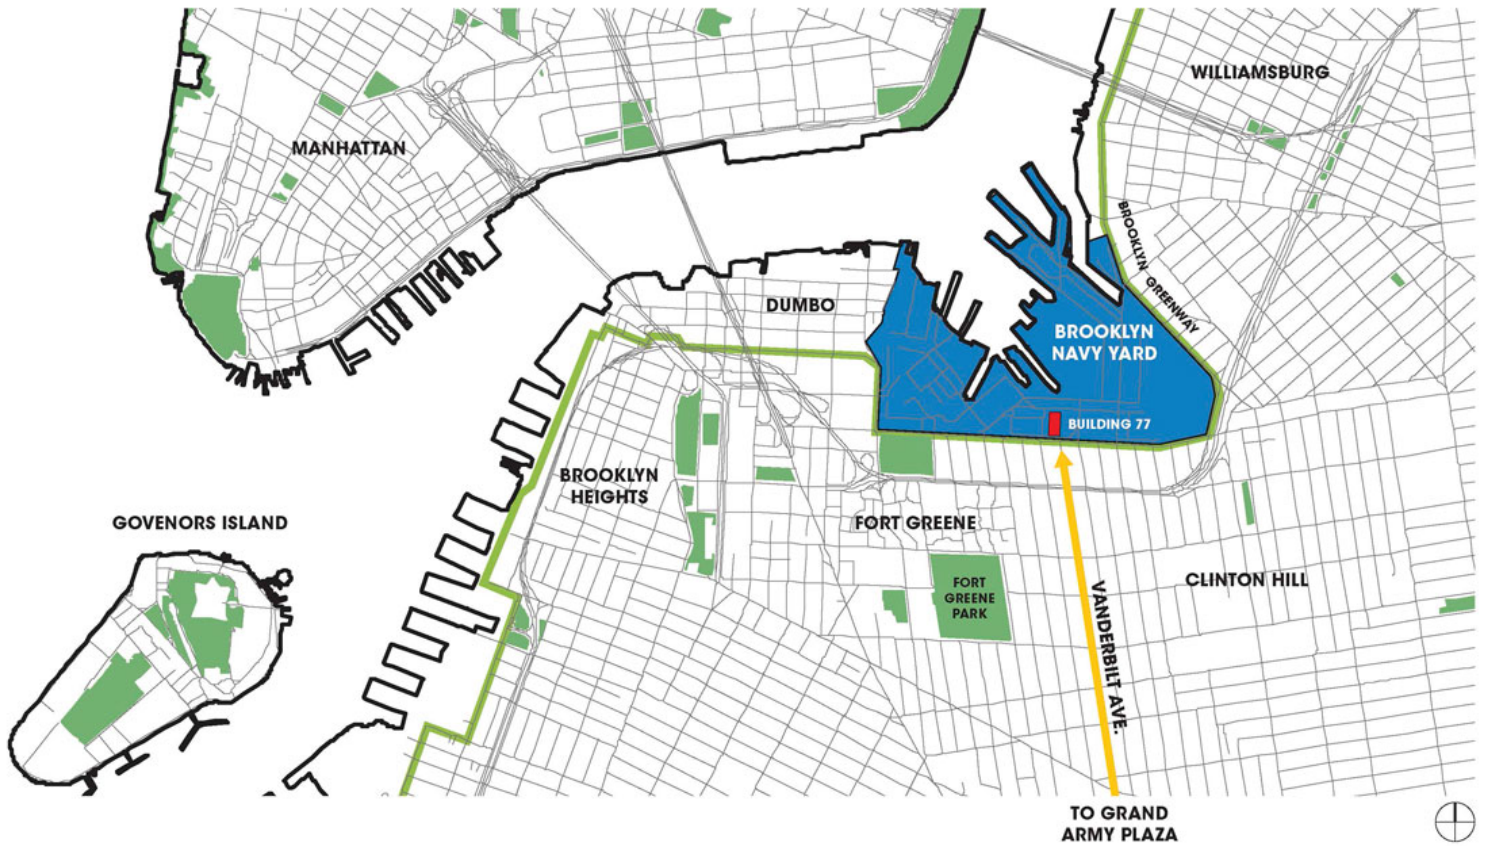 WILLIAMSBURG
MANHATTAN
BROOKLYN GREENWAY
DUMBO
BROOKLYN
NAVY YARD
BUILDING 77
BROOKLYN
HEIGHTS
GOVENORS ISLAND
FORT GREENE
FORT
GREENE
PARK
CLINTON HILL
VANDERBILT AVE.
TO GRAND
ARMY PLAZA